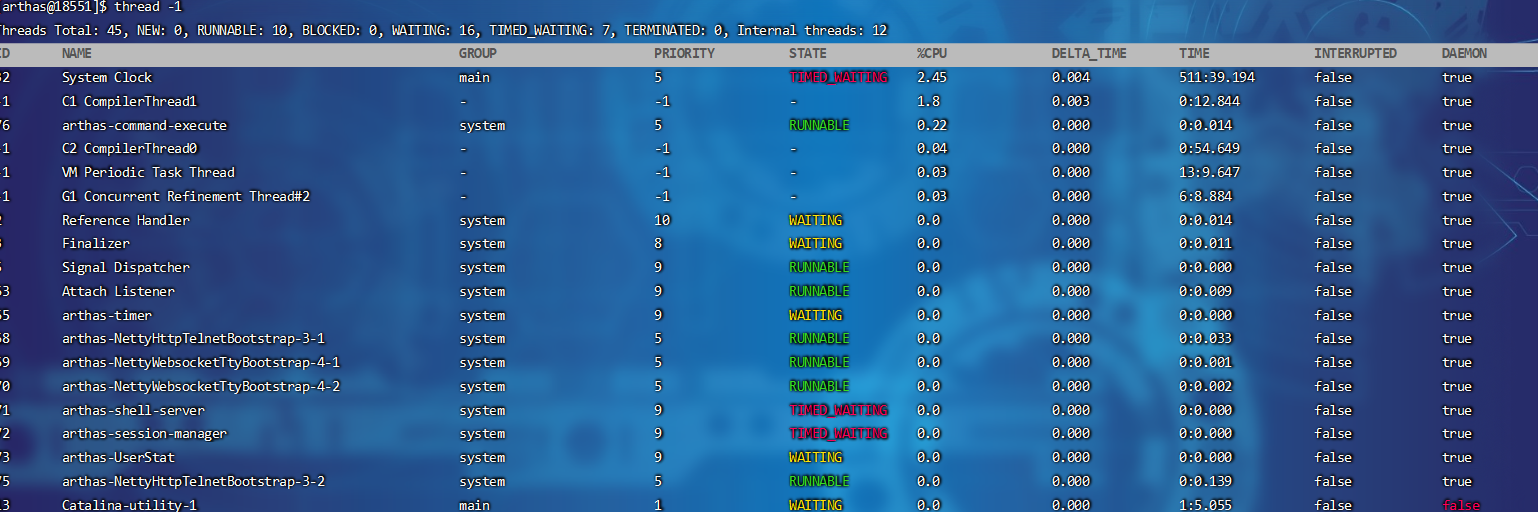 arthas@18551]$ thread -1
Threads Total: 45, NEW: 0, RUNNABLE: 10, BLOCKED: 0, WAITING: 16, TIMED_WAITING: 7, TERMINATED: 0, Internal threads: 12
ID NAME GROUP PRIORITY STATE %CPU DELTA_TIME TIME INTERRUPTED DAEMON
32 System Clock main 5 TIMED_WAITING 2.45 0.004 511:39.194 false true
-1 C1 CompilerThread1 - -1 - 1.8 0.003 0:12.844 false true
76 arthas-command-execute system 5 RUNNABLE 0.22 0.000 0:0.014 false true
-1 C2 CompilerThread0 - -1 - 0.04 0.000 0:54.649 false true
-1 VM Periodic Task Thread - -1 - 0.03 0.000 13:9.647 false true
-1 G1 Concurrent Refinement Thread#2 - -1 - 0.03 0.000 6:8.884 false true
2 Reference Handler system 10 WAITING 0.0 0.000 0:0.014 false true
3 Finalizer system 8 WAITING 0.0 0.000 0:0.011 false true
Signal Dispatcher system 9 RUNNABLE 0.0 0.000 0:0.000 false true
63 Attach Listener system 9 RUNNABLE 0.0 0.000 0:0.009 false true
65 arthas-timer system 9 WAITING 0.0 0.000 0:0.000 false true
68 arthas-NettyHttpTelnetBootstrap-3-1 system 5 RUNNABLE 0.0 0.000 0:0.033 false true
69 arthas-NettyWebsocketTtyBootstrap-4-1 system 5 RUNNABLE 0.0 0.000 0:0.001 false true
70 arthas-NettyWebsocketTtyBootstrap-4-2 system 5 RUNNABLE 0.0 0.000 0:0.002 false true
71 arthas-shell-server system 9 TIMED_WAITING 0.0 0.000 0:0.000 false true
72 arthas-session-manager system 9 TIMED_WAITING 0.0 0.000 0:0.000 false true
73 arthas-UserStat system 9 WAITING 0.0 0.000 0:0.000 false true
75 arthas-NettyHttpTelnetBootstrap-3-2 system 5 RUNNABLE 0.0 0.000 0:0.139 false true
13 Catalina-utility-1 main 1 WAITING 0.0 0.000 1:5.055 false false